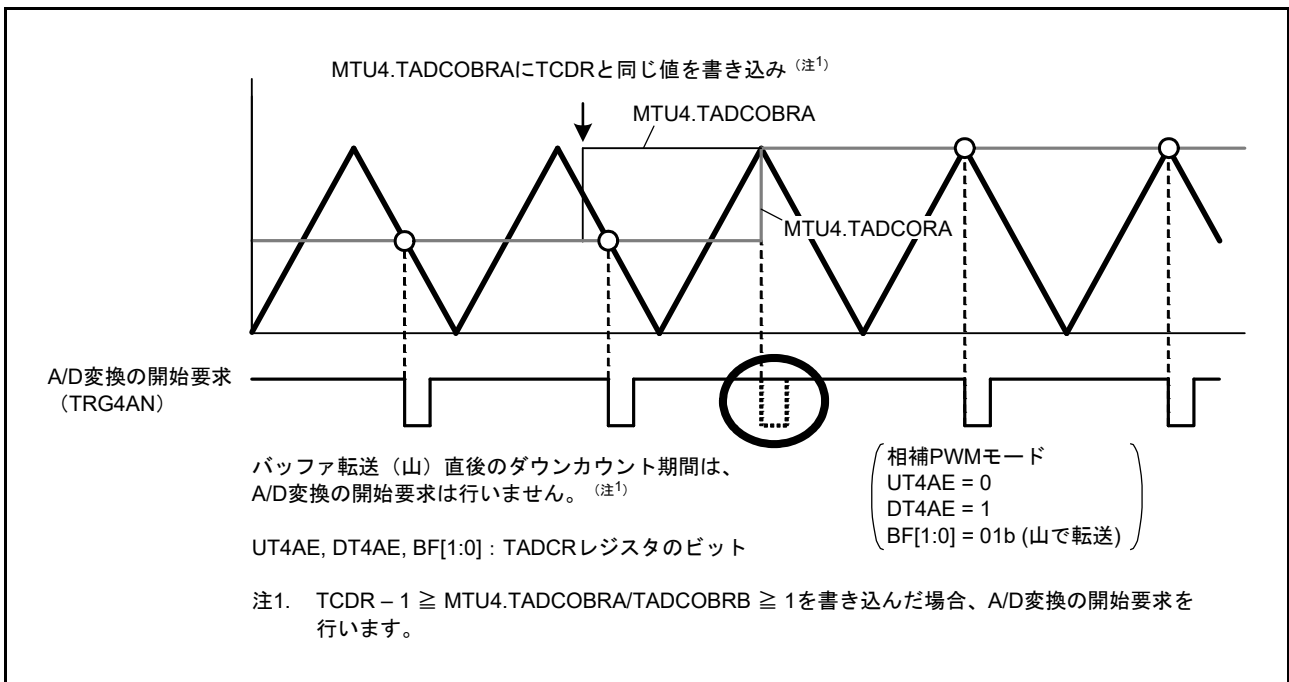 MTU4.TADCOBRAにTCDRと同じ値を書き込み（注1）
MTU4.TADCOBRA
MTU4.TADCORA
A/D変換の開始要求
（TRG4AN）
バッファ転送（山）直後のダウンカウント期間は、
A/D変換の開始要求は行いません。（注1）
相補PWMモード
UT4AE = 0
DT4AE = 1
BF[1:0] = 01b (山で転送)
UT4AE, DT4AE, BF[1:0]：TADCRレジスタのビット
注1. TCDR – 1 ≧ MTU4.TADCOBRA/TADCOBRB ≧ 1を書き込んだ場合、A/D変換の開始要求を
行います。